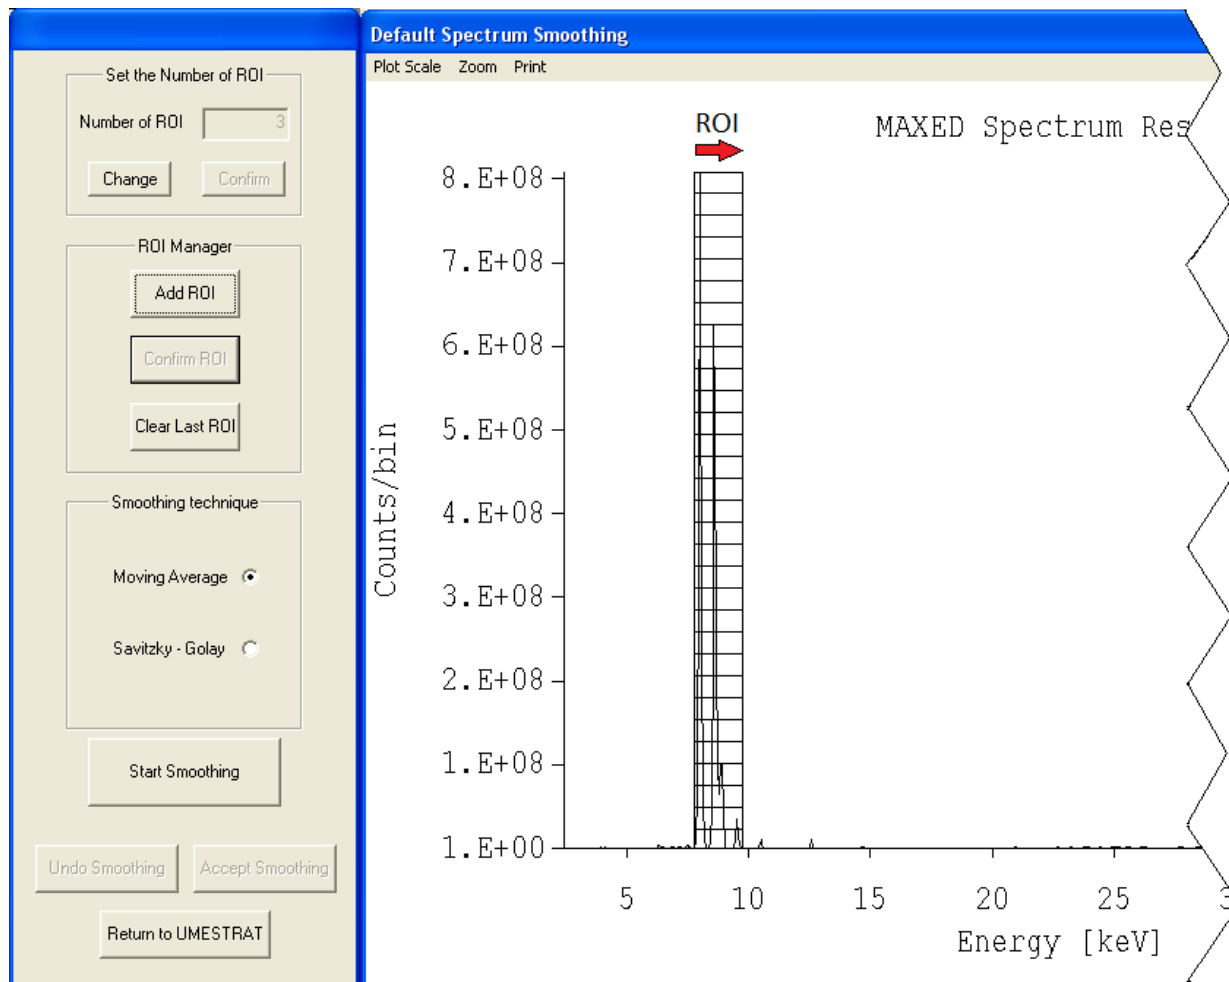 Set the Number of ROI
Number of ROI 3
Change Confirm
ROI Manager
Add ROI
Confirm ROI
Clear Last ROI
Smoothing technique
Moving Average
Savitzky - Golay
Start Smoothing
Undo Smoothing Accept Smoothing
Return to UMESTRAT
Default Spectrum Smoothing
Plot Scale Zoom Print
ROI
MAXED Spectrum Res
8.E+08
7.E+08
6.E+08
5.E+08
4.E+08
3.E+08
2.E+08
1.E+08
1.E+00
Counts/bin
5 10 15 20 25 3
Energy [keV]